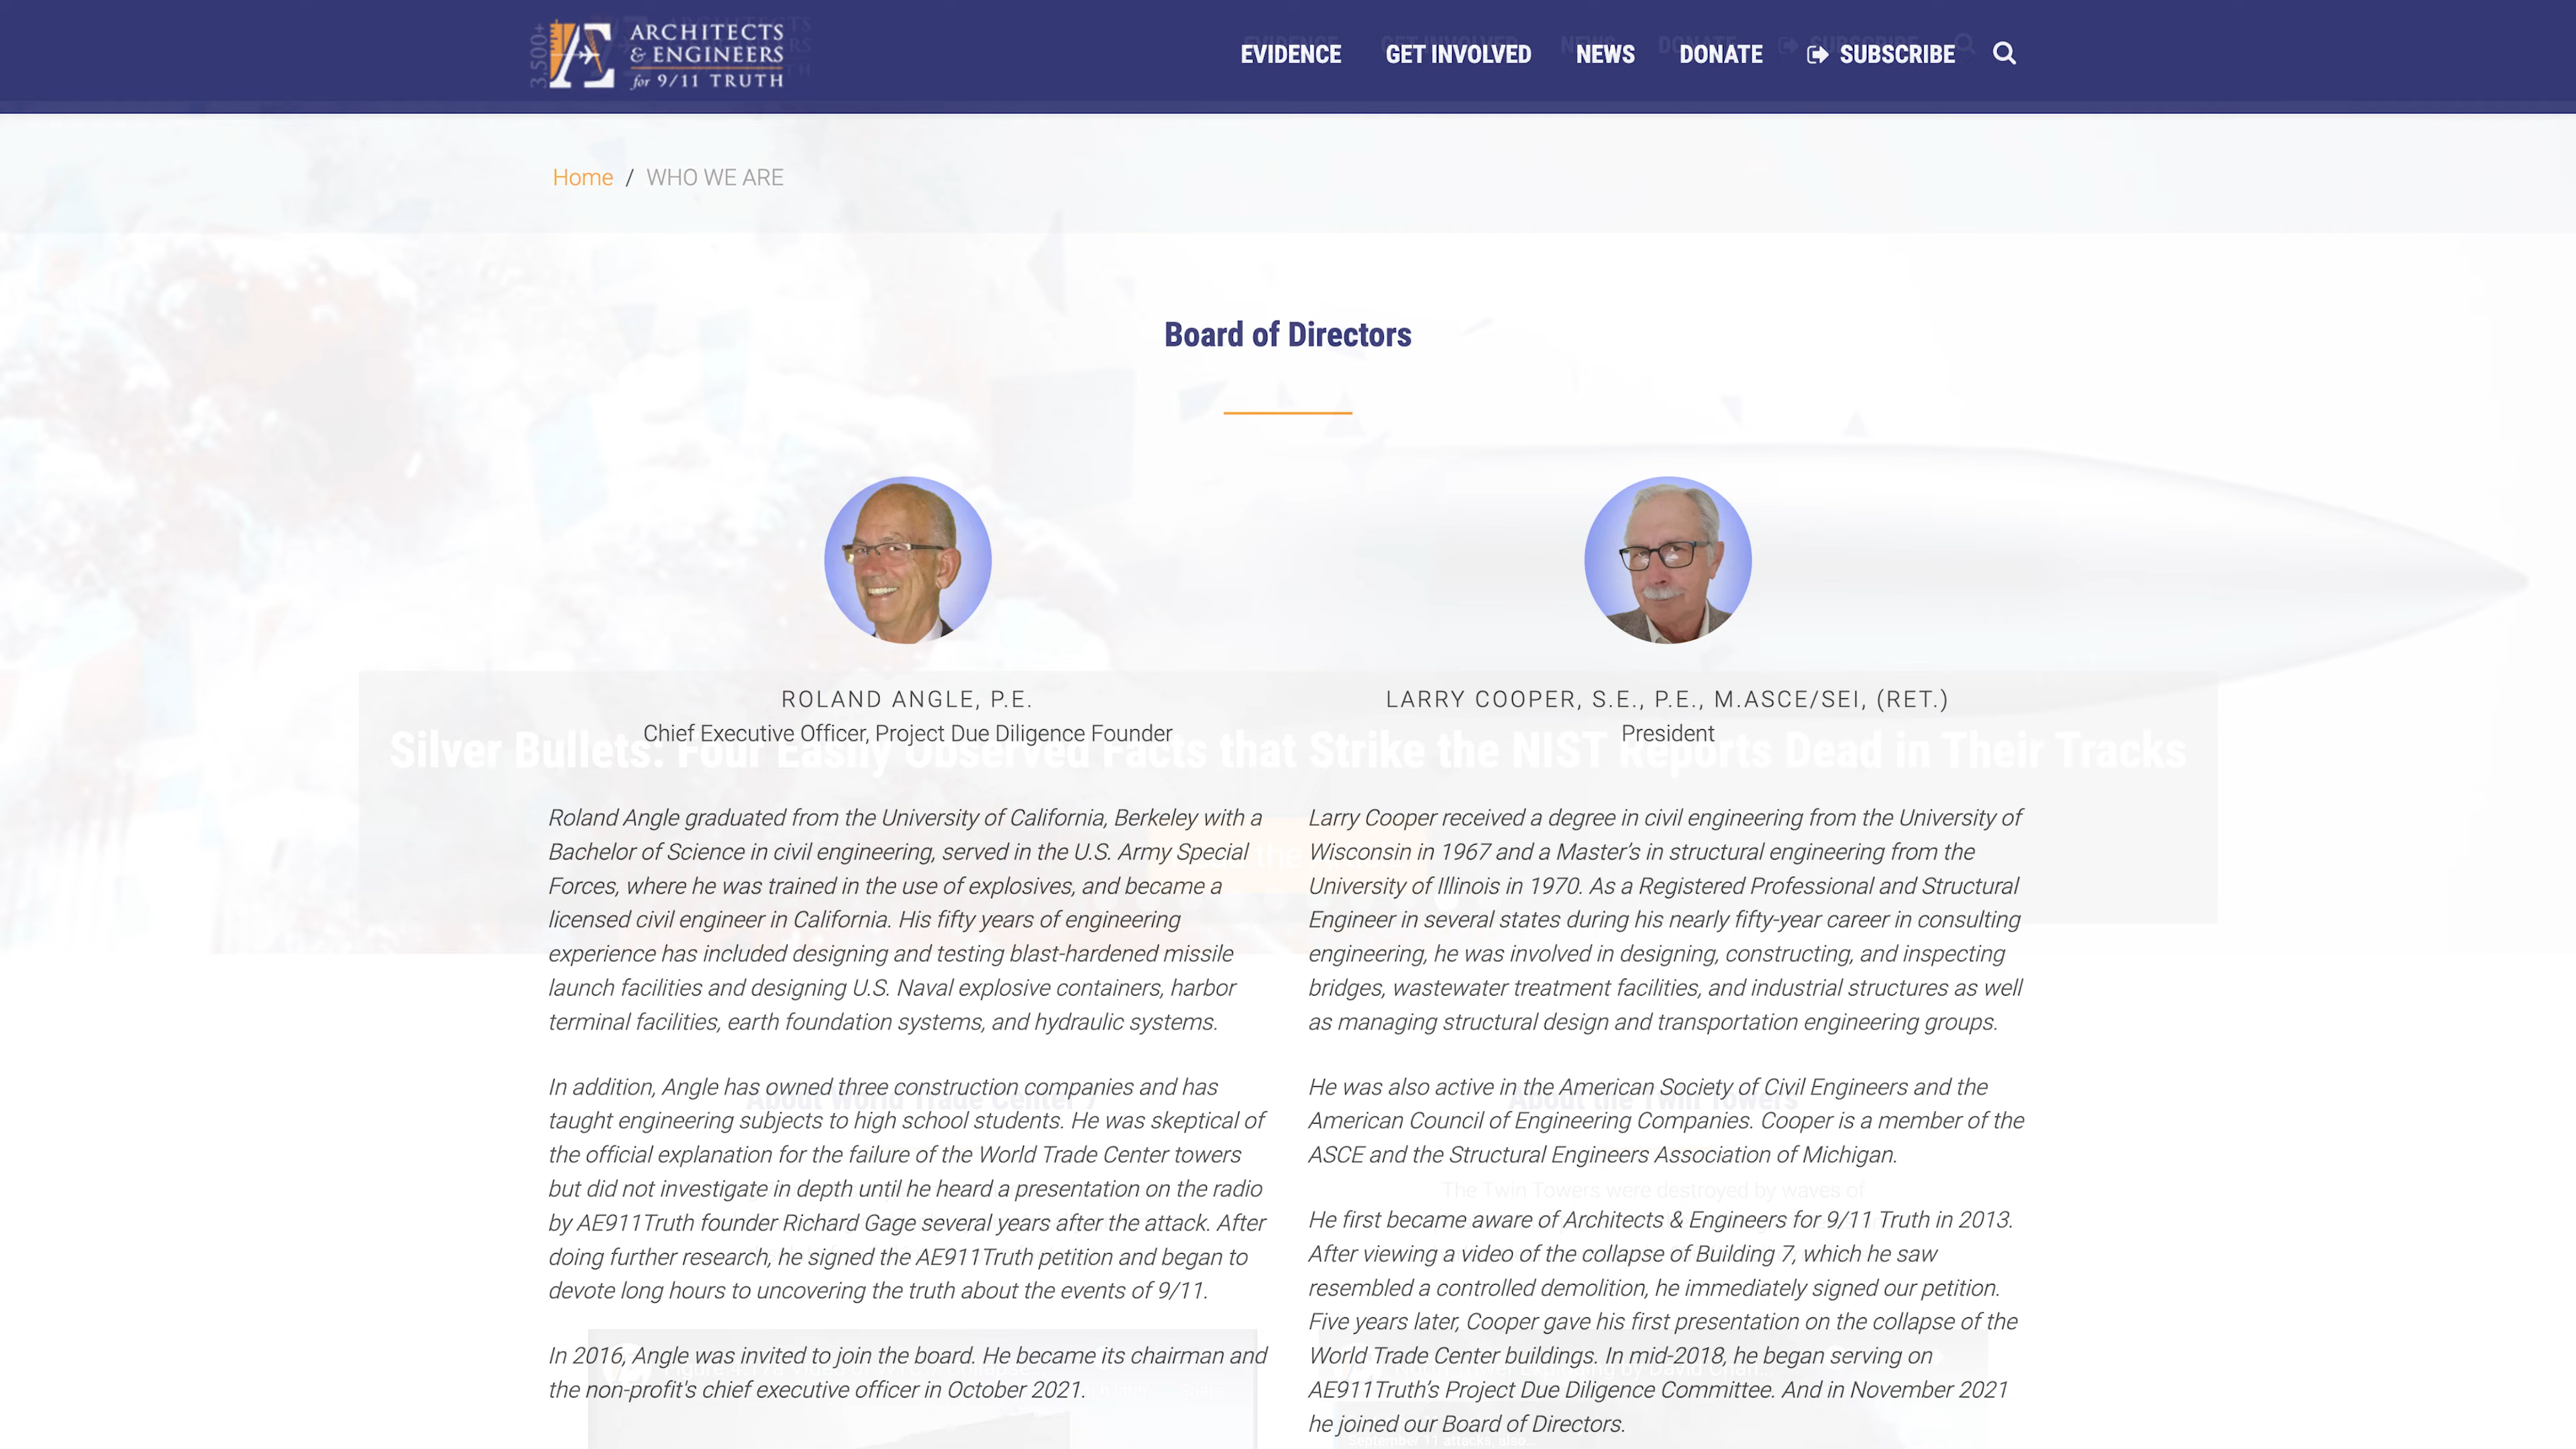 3,500+
ARCHITECTS
& ENGINEERS
for 9/11 TRUTH
EVIDENCE GET INVOLVED NEWS DONATE SUBSCRIBE
Home / WHO WE ARE
Board of Directors
ROLAND ANGLE, P.E.
Chief Executive Officer, Project Due Diligence Founder
LARRY COOPER, S.E., P.E., M.ASCE/SEI, (RET.)
President
Silver Bullets: Four Easily Observed Facts that Strike the NIST Reports Dead in Their Tracks
Roland Angle graduated from the University of California, Berkeley with a
Bachelor of Science in civil engineering, served in the U.S. Army Special
Forces, where he was trained in the use of explosives, and became a
licensed civil engineer in California. His fifty years of engineering
experience has included designing and testing blast-hardened missile
launch facilities and designing U.S. Naval explosive containers, harbor
terminal facilities, earth foundation systems, and hydraulic systems.
In addition, Angle has owned three construction companies and has
taught engineering subjects to high school students. He was skeptical of
the official explanation for the failure of the World Trade Center towers
but did not investigate in depth until he heard a presentation on the radio
by AE911Truth founder Richard Gage several years after the attack. After
doing further research, he signed the AE911Truth petition and began to
devote long hours to uncovering the truth about the events of 9/11.
In 2016, Angle was invited to join the board. He became its chairman and
the non-profit's chief executive officer in October 2021.
Larry Cooper received a degree in civil engineering from the University of
Wisconsin in 1967 and a Master’s in structural engineering from the
University of Illinois in 1970. As a Registered Professional and Structural
Engineer in several states during his nearly fifty-year career in consulting
engineering, he was involved in designing, constructing, and inspecting
bridges, wastewater treatment facilities, and industrial structures as well
as managing structural design and transportation engineering groups.
He was also active in the American Society of Civil Engineers and the
American Council of Engineering Companies. Cooper is a member of the
ASCE and the Structural Engineers Association of Michigan.
He first became aware of Architects & Engineers for 9/11 Truth in 2013.
After viewing a video of the collapse of Building 7, which he saw
resembled a controlled demolition, he immediately signed our petition.
Five years later, Cooper gave his first presentation on the collapse of the
World Trade Center buildings. In mid-2018, he began serving on
AE911Truth’s Project Due Diligence Committee. And in November 2021
he joined our Board of Directors.
About World Trade Center 7
About the Twin Towers
The Twin Towers were destroyed by waves of